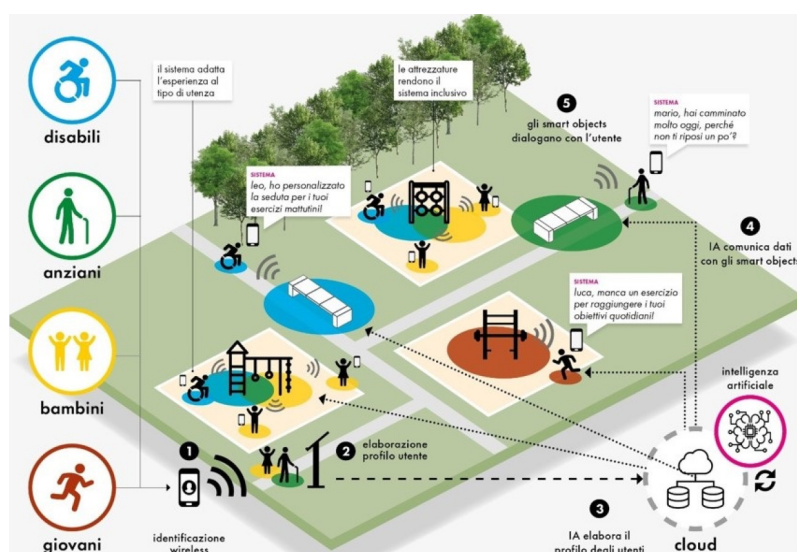 disabili
anziani
bambini
giovani
il sistema adatta
l'esperienza al
tipo di utenza
le attrezzature
rendono il
sistema inclusivo
SISTEMA
leo, ho personalizzato
la seduta per i tuoi
esercizi mattutini!
5
gli smart objects
dialogano con l'utente
SISTEMA
mario, hai camminato
molto oggi, perché
non ti riposi un po'?
4
IA comunica dati
con gli smart objects
SISTEMA
luca, manca un esercizio
per raggiungere i tuoi
obiettivi quotidiani!
intelligenza
artificiale
1
identificazione
wireless
2
elaborazione
profilo utente
3
IA elabora il
profilo degli utenti
cloud